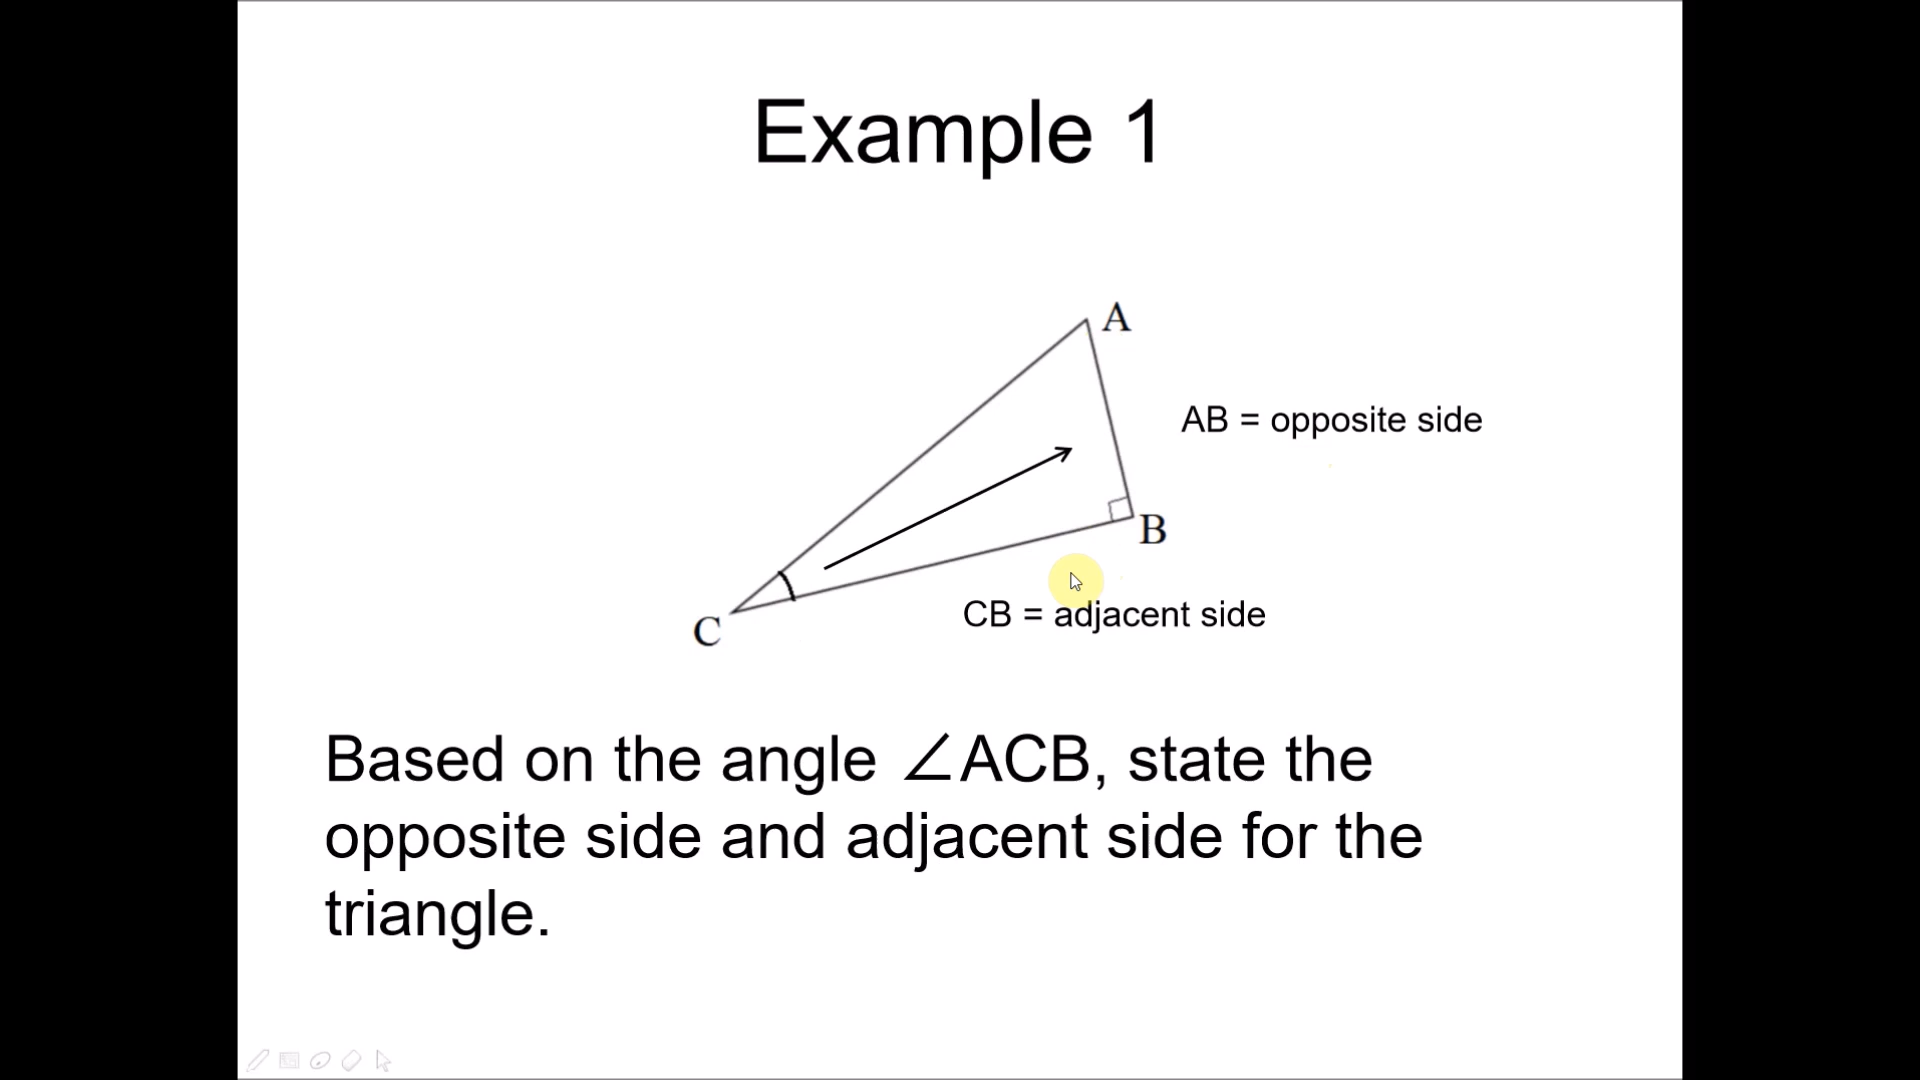 Example 1
A
AB = opposite side
B
CB = adjacent side
C
Based on the angle ∠ACB, state the
opposite side and adjacent side for the
triangle.